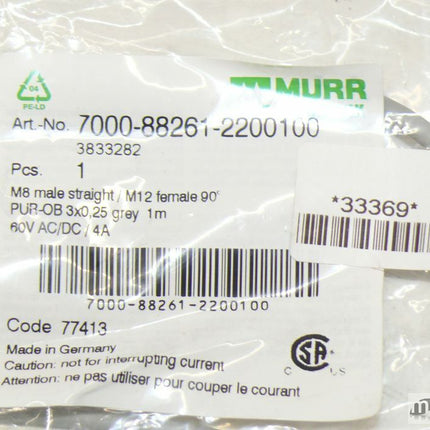 04
PE-LD
MURR
Art.-No. 7000-88261-2200100
3833282
Pcs. 1
M8 male straight / M12 female 90°
PUR-OB 3x0,25 grey 1m
60V AC/DC / 4A
*33369*
7000-88261-2200100
Code 77413
Made in Germany
Caution: not for interrupting current
Attention: ne pas utiliser pour couper le courant
C SA US